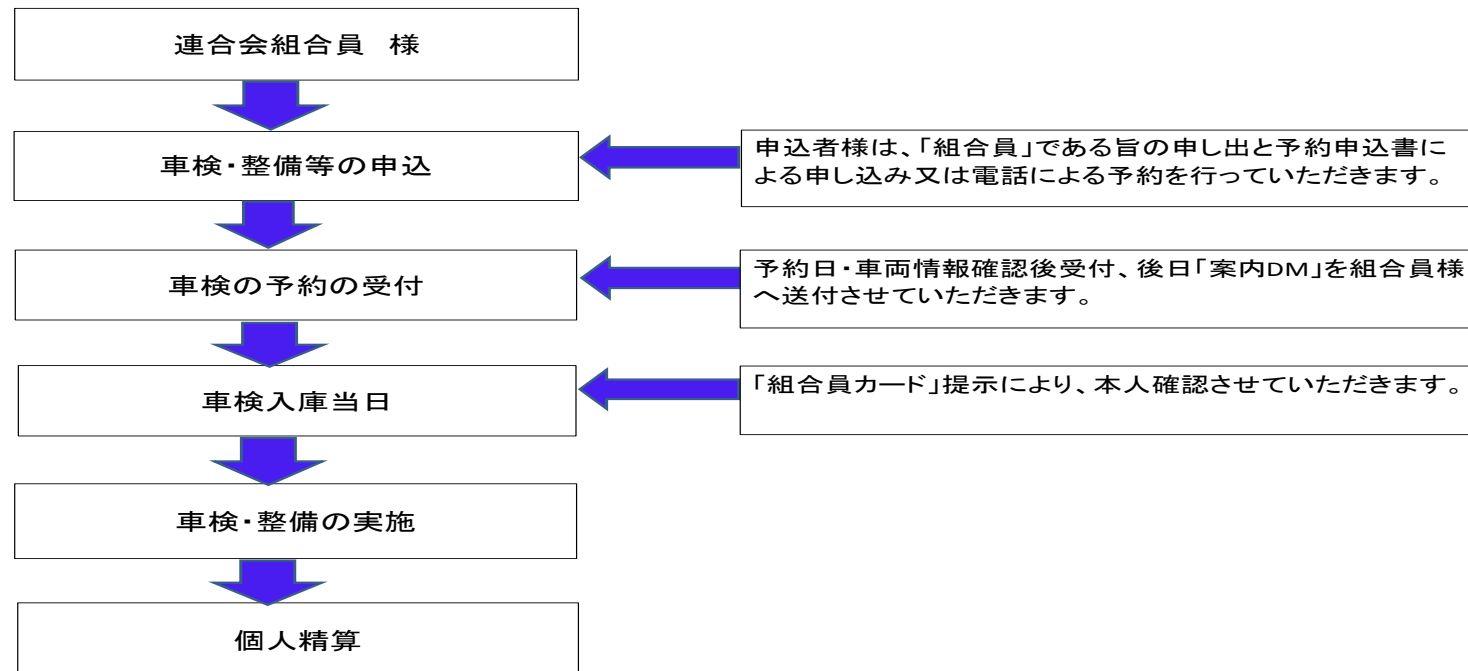 連合会組合員　様
車検・整備等の申込
申込者様は、「組合員」である旨の申し出と予約申込書に
よる申し込み又は電話による予約を行っていただきます。
車検の予約の受付
予約日・車両情報確認後受付、後日「案内DM」を組合員様
へ送付させていただきます。
車検入庫当日
「組合員カード」提示により、本人確認させていただきます。
車検・整備の実施
個人精算